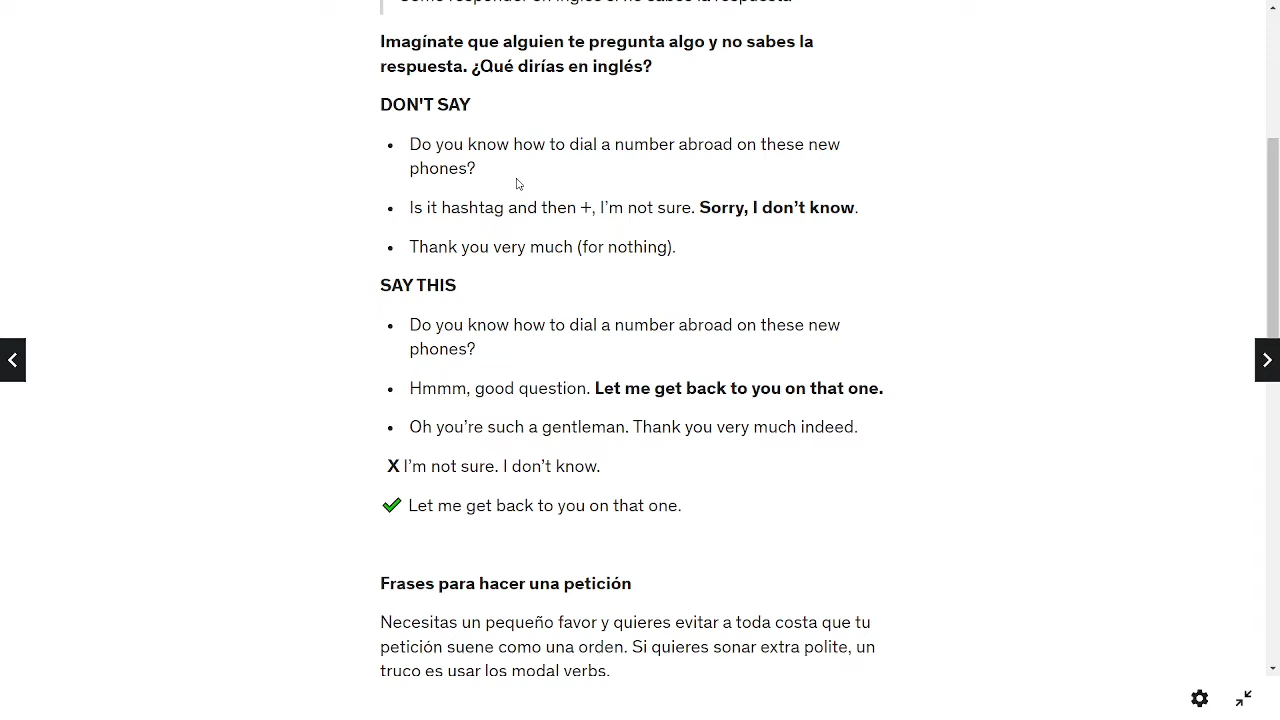 Imagínate que alguien te pregunta algo y no sabes la
respuesta. ¿Qué dirías en inglés?
DON'T SAY
• Do you know how to dial a number abroad on these new
phones?
• Is it hashtag and then +, I'm not sure. Sorry, I don't know.
• Thank you very much (for nothing).
SAY THIS
• Do you know how to dial a number abroad on these new
phones?
• Hmmm, good question. Let me get back to you on that one.
• Oh you're such a gentleman. Thank you very much indeed.
X I'm not sure. I don't know.
✔ Let me get back to you on that one.
Frases para hacer una petición
Necesitas un pequeño favor y quieres evitar a toda costa que tu
petición suene como una orden. Si quieres sonar extra polite, un
truco es usar los modal verbs.